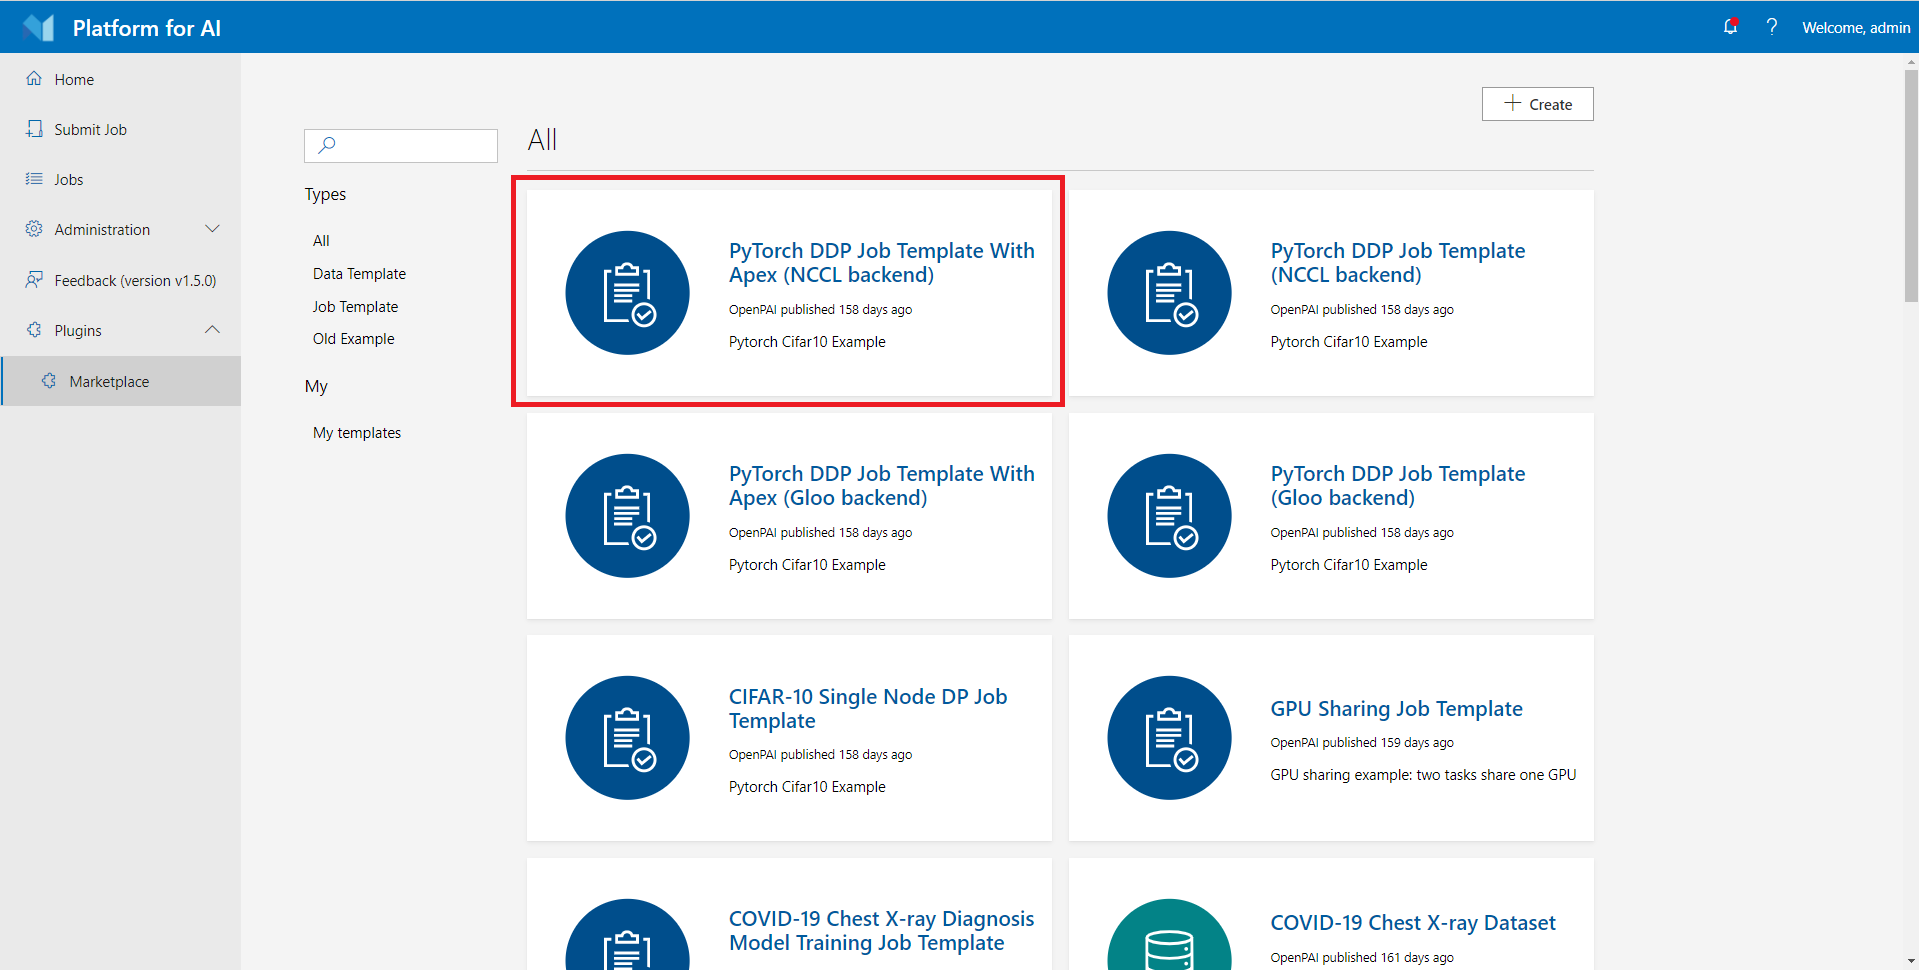 Platform for AI
? Welcome, admin
Home
Submit Job
Jobs
Administration
Feedback (version v1.5.0)
Plugins
Marketplace
Types
All
Data Template
Job Template
Old Example
My
My templates
Create
All
PyTorch DDP Job Template With
Apex (NCCL backend)
OpenPAI published 158 days ago
Pytorch Cifar10 Example
PyTorch DDP Job Template
(NCCL backend)
OpenPAI published 158 days ago
Pytorch Cifar10 Example
PyTorch DDP Job Template With
Apex (Gloo backend)
OpenPAI published 158 days ago
Pytorch Cifar10 Example
PyTorch DDP Job Template
(Gloo backend)
OpenPAI published 158 days ago
Pytorch Cifar10 Example
CIFAR-10 Single Node DP Job
Template
OpenPAI published 158 days ago
Pytorch Cifar10 Example
GPU Sharing Job Template
OpenPAI published 159 days ago
GPU sharing example: two tasks share one GPU
COVID-19 Chest X-ray Diagnosis
Model Training Job Template
COVID-19 Chest X-ray Dataset
OpenPAI published 161 days ago